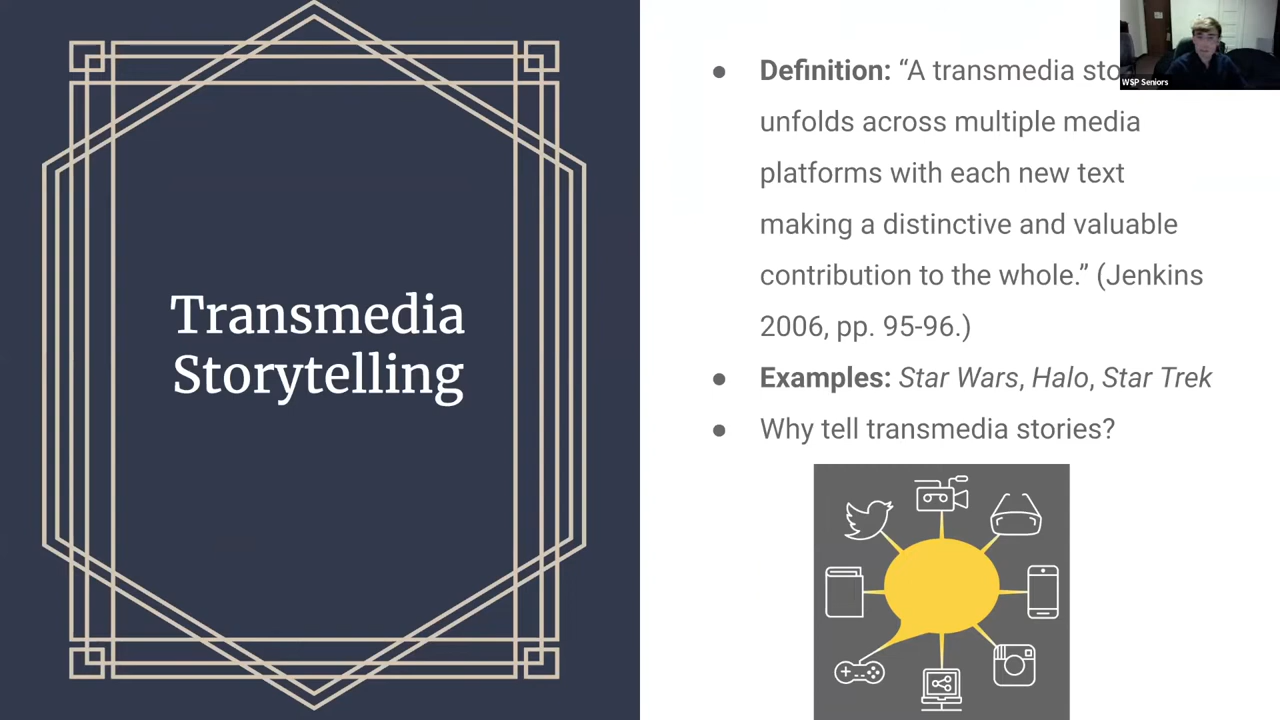 Transmedia
Storytelling
● Definition: “A transmedia sto
unfolds across multiple media
platforms with each new text
making a distinctive and valuable
contribution to the whole.” (Jenkins
2006, pp. 95-96.)
● Examples: Star Wars, Halo, Star Trek
● Why tell transmedia stories?
WSP Seniors